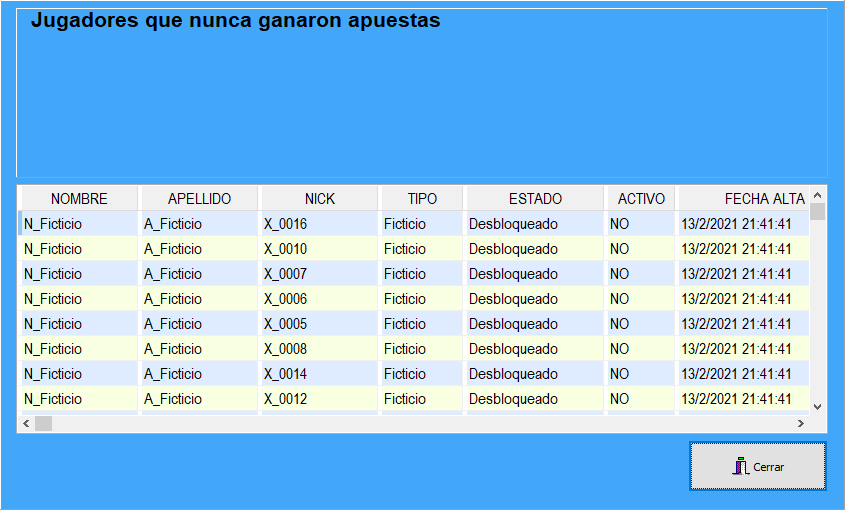 Jugadores que nunca ganaron apuestas
NOMBRE APELLIDO NICK TIPO ESTADO ACTIVO FECHA ALTA
N_Ficticio A_Ficticio X_0016 Ficticio Desbloqueado NO 13/2/2021 21:41:41
N_Ficticio A_Ficticio X_0010 Ficticio Desbloqueado NO 13/2/2021 21:41:41
N_Ficticio A_Ficticio X_0007 Ficticio Desbloqueado NO 13/2/2021 21:41:41
N_Ficticio A_Ficticio X_0006 Ficticio Desbloqueado NO 13/2/2021 21:41:41
N_Ficticio A_Ficticio X_0005 Ficticio Desbloqueado NO 13/2/2021 21:41:41
N_Ficticio A_Ficticio X_0008 Ficticio Desbloqueado NO 13/2/2021 21:41:41
N_Ficticio A_Ficticio X_0014 Ficticio Desbloqueado NO 13/2/2021 21:41:41
N_Ficticio A_Ficticio X_0012 Ficticio Desbloqueado NO 13/2/2021 21:41:41
Cerrar